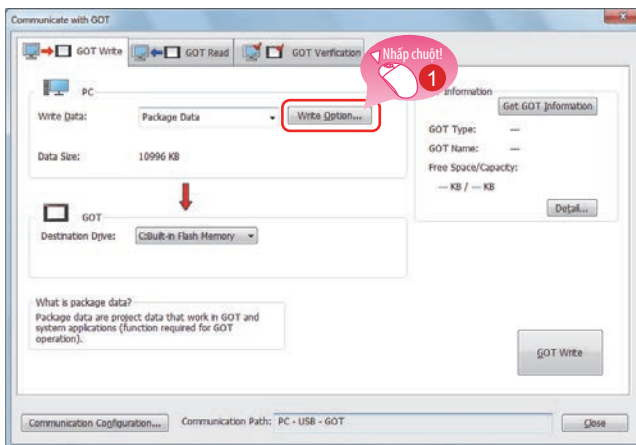 Communicate with GOT
GOT Write
GOT Read
GOT Verification
Nhấp chuột!
1
PC
Write Data:
Package Data
Write Option...
Data Size:
10996 KB
Information
Get GOT Information
GOT Type:
---
GOT Name:
---
Free Space/Capacity:
--- KB / --- KB
Detail...
GOT
Destination Drive:
C:Built-in Flash Memory
What is package data?
Package data are project data that work in GOT and
system applications (function required for GOT
operation).
GOT Write
Communication Configuration...
Communication Path:
PC - USB - GOT
Close